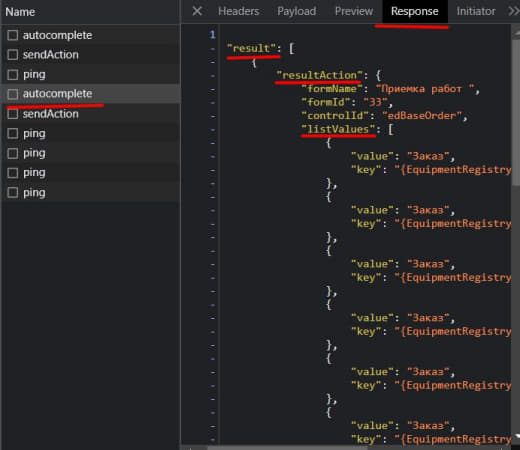 Name
autocomplete
sendAction
ping
autocomplete
sendAction
ping
ping
ping
ping
Headers Payload Preview Response Initiator
1
"result": [
{
"resultAction": {
"formName": "Приемка работ ",
"formId": "33",
"controlId": "edBaseOrder",
"listValues": [
{
"value": "Заказ",
"key": "{EquipmentRegistry
},
{
"value": "Заказ",
"key": "{EquipmentRegistry
},
{
"value": "Заказ",
"key": "{EquipmentRegistry
},
{
"value": "Заказ",
"key": "{EquipmentRegistry
},
{
"value": "Заказ",
"key": "{EquipmentRegistry
},
{
"value": "Заказ",
"key": "{EquipmentRegistry